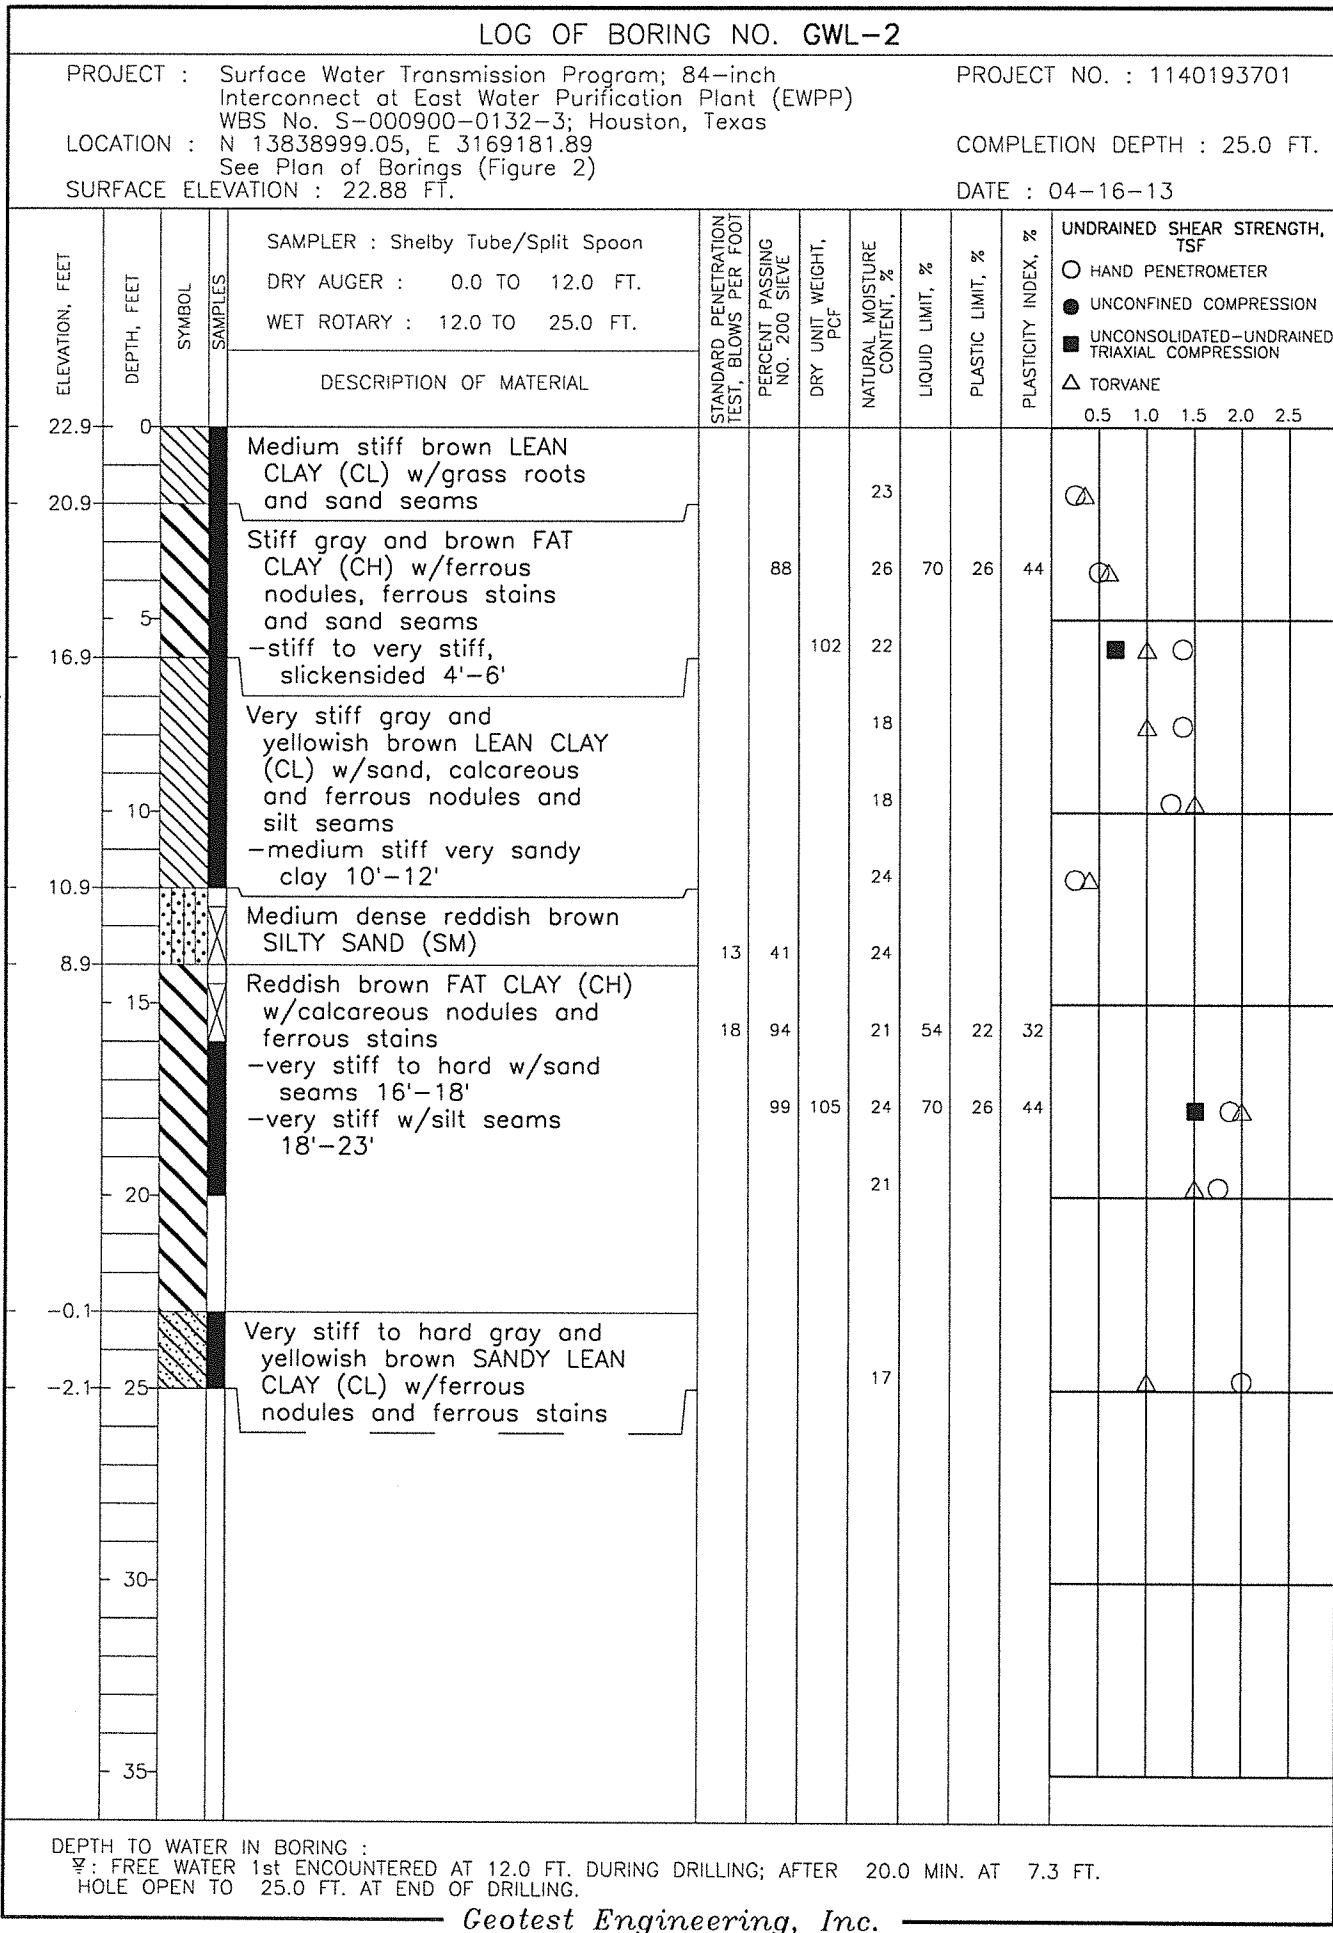 LOG OF BORING NO. GWL-2
PROJECT : Surface Water Transmission Program; 84-inch
Interconnect at East Water Purification Plant (EWPP)
WBS No. S-000900-0132-3; Houston, Texas
PROJECT NO. : 1140193701
LOCATION : N 13838999.05, E 3169181.89
See Plan of Borings (Figure 2)
COMPLETION DEPTH : 25.0 FT.
SURFACE ELEVATION : 22.88 FT.
DATE : 04-16-13
ELEVATION, FEET
DEPTH, FEET
SYMBOL
SAMPLES
SAMPLER : Shelby Tube/Split Spoon
DRY AUGER : 0.0 TO 12.0 FT.
WET ROTARY : 12.0 TO 25.0 FT.
DESCRIPTION OF MATERIAL
STANDARD PENETRATION
TEST, BLOWS PER FOOT
PERCENT PASSING
NO. 200 SIEVE
DRY UNIT WEIGHT,
PCF
NATURAL MOISTURE
CONTENT, %
LIQUID LIMIT, %
PLASTIC LIMIT, %
PLASTICITY INDEX, %
UNDRAINED SHEAR STRENGTH,
TSF
HAND PENETROMETER
UNCONFINED COMPRESSION
UNCONSOLIDATED-UNDRAINED
TRIAXIAL COMPRESSION
TORVANE
0.5 1.0 1.5 2.0 2.5
22.9 0
Medium stiff brown LEAN
CLAY (CL) w/grass roots
and sand seams
23
20.9
Stiff gray and brown FAT
CLAY (CH) w/ferrous
nodules, ferrous stains
and sand seams
-stiff to very stiff,
slickensided 4'-6'
88 26 70 26 44
5
102 22
16.9
Very stiff gray and
yellowish brown LEAN CLAY
(CL) w/sand, calcareous
and ferrous nodules and
silt seams
-medium stiff very sandy
clay 10'-12'
18
18
10
24
10.9
Medium dense reddish brown
SILTY SAND (SM)
13 41 24
8.9
Reddish brown FAT CLAY (CH)
w/calcareous nodules and
ferrous stains
-very stiff to hard w/sand
seams 16'-18'
-very stiff w/silt seams
18'-23'
15
18 94 21 54 22 32
99 105 24 70 26 44
21
20
-0.1
Very stiff to hard gray and
yellowish brown SANDY LEAN
CLAY (CL) w/ferrous
nodules and ferrous stains
17
-2.1 25
30
35
DEPTH TO WATER IN BORING :
: FREE WATER 1st ENCOUNTERED AT 12.0 FT. DURING DRILLING; AFTER 20.0 MIN. AT 7.3 FT.
HOLE OPEN TO 25.0 FT. AT END OF DRILLING.
Geotest Engineering, Inc.